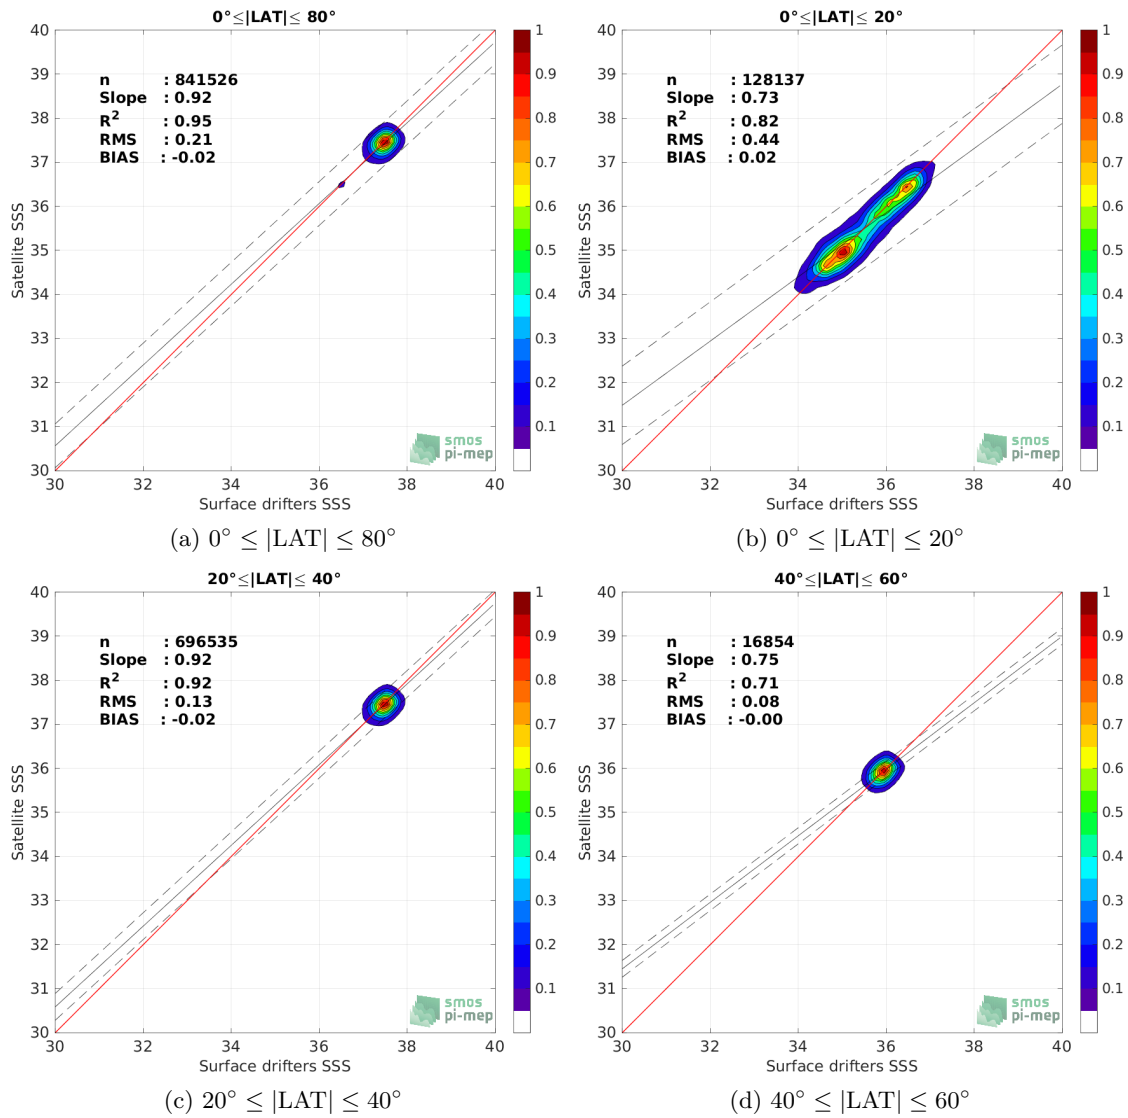 0°≤|LAT|≤ 80°
40
39
38
37
36
35
34
33
32
31
30
Satellite SSS
n : 841526
Slope : 0.92
R2 : 0.95
RMS : 0.21
BIAS : -0.02
smos
pi-mep
30 32 34 36 38 40
Surface drifters SSS
1
0.9
0.8
0.7
0.6
0.5
0.4
0.3
0.2
0.1
(a) 0° ≤ |LAT| ≤ 80°
0°≤|LAT|≤ 20°
40
39
38
37
36
35
34
33
32
31
30
Satellite SSS
n : 128137
Slope : 0.73
R2 : 0.82
RMS : 0.44
BIAS : 0.02
smos
pi-mep
30 32 34 36 38 40
Surface drifters SSS
1
0.9
0.8
0.7
0.6
0.5
0.4
0.3
0.2
0.1
(b) 0° ≤ |LAT| ≤ 20°
20°≤|LAT|≤ 40°
40
39
38
37
36
35
34
33
32
31
30
Satellite SSS
n : 696535
Slope : 0.92
R2 : 0.92
RMS : 0.13
BIAS : -0.02
smos
pi-mep
30 32 34 36 38 40
Surface drifters SSS
1
0.9
0.8
0.7
0.6
0.5
0.4
0.3
0.2
0.1
(c) 20° ≤ |LAT| ≤ 40°
40°≤|LAT|≤ 60°
40
39
38
37
36
35
34
33
32
31
30
Satellite SSS
n : 16854
Slope : 0.75
R2 : 0.71
RMS : 0.08
BIAS : -0.00
smos
pi-mep
30 32 34 36 38 40
Surface drifters SSS
1
0.9
0.8
0.7
0.6
0.5
0.4
0.3
0.2
0.1
(d) 40° ≤ |LAT| ≤ 60°